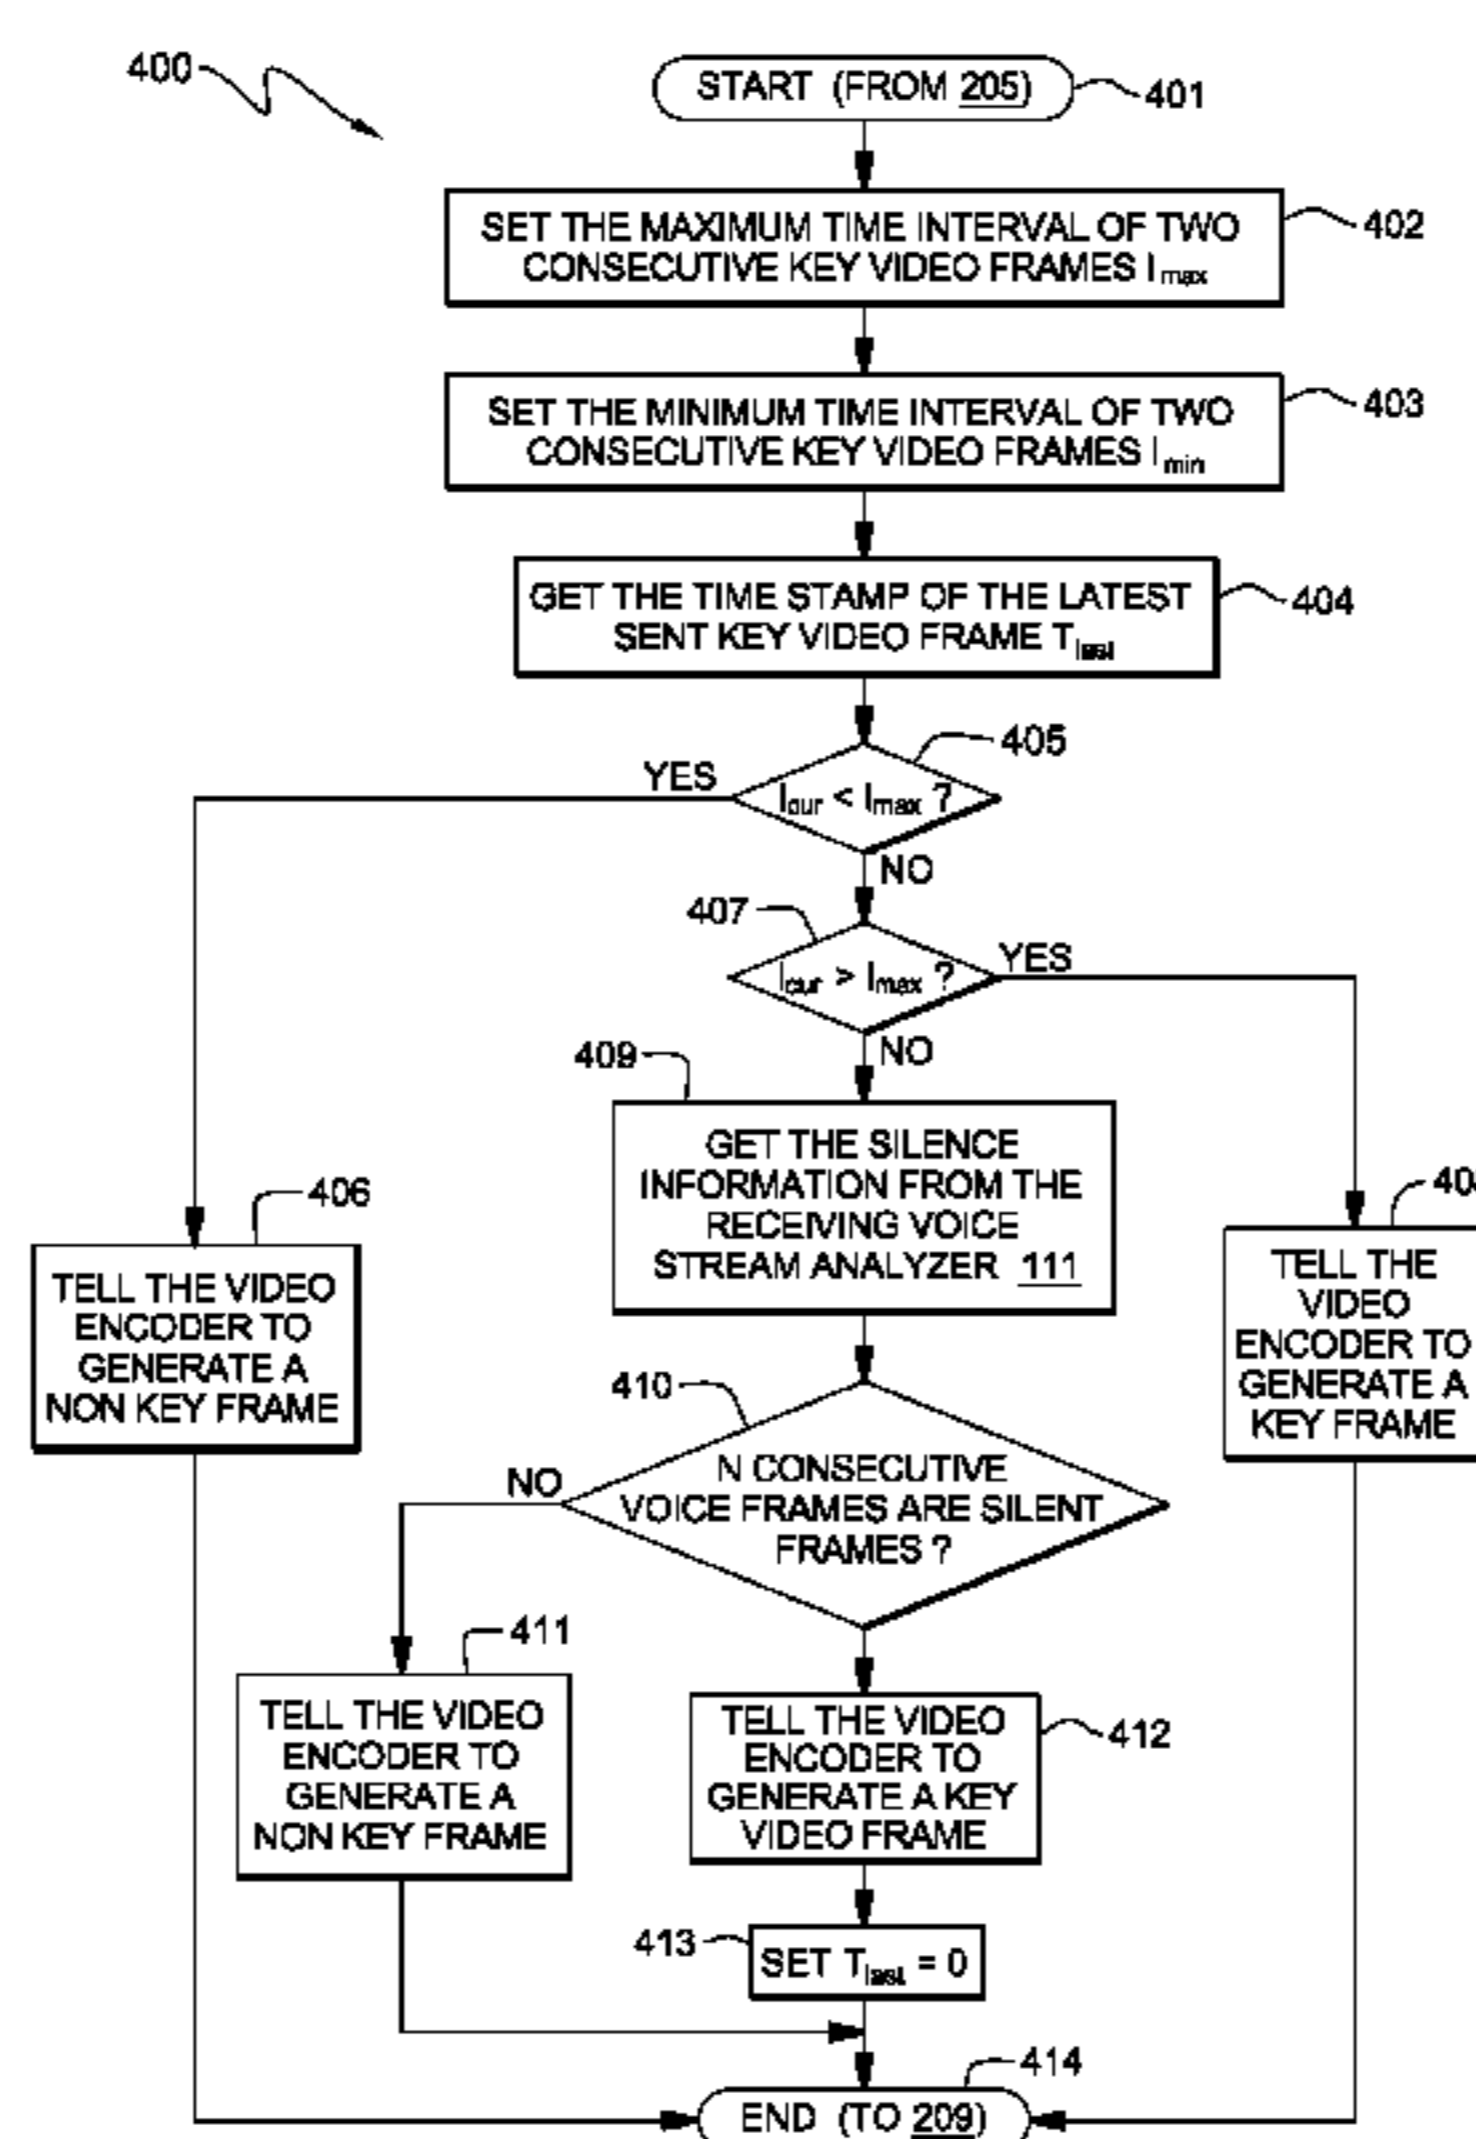 400
START (FROM 205)
401
SET THE MAXIMUM TIME INTERVAL OF TWO
CONSECUTIVE KEY VIDEO FRAMES Imax
402
SET THE MINIMUM TIME INTERVAL OF TWO
CONSECUTIVE KEY VIDEO FRAMES Imin
403
GET THE TIME STAMP OF THE LATEST
SENT KEY VIDEO FRAME Tlast
404
405
YES
Icur < Imax ?
NO
407
Icur > Imax ?
YES
NO
409
GET THE SILENCE
INFORMATION FROM THE
RECEIVING VOICE
STREAM ANALYZER 111
406
TELL THE VIDEO
ENCODER TO
GENERATE A
NON KEY FRAME
TELL THE
VIDEO
ENCODER TO
GENERATE A
KEY FRAME
410
N CONSECUTIVE
VOICE FRAMES ARE SILENT
FRAMES ?
NO
411
TELL THE VIDEO
ENCODER TO
GENERATE A
NON KEY FRAME
TELL THE VIDEO
ENCODER TO
GENERATE A KEY
VIDEO FRAME
412
413
SET Tlast = 0
414
END (TO 209)